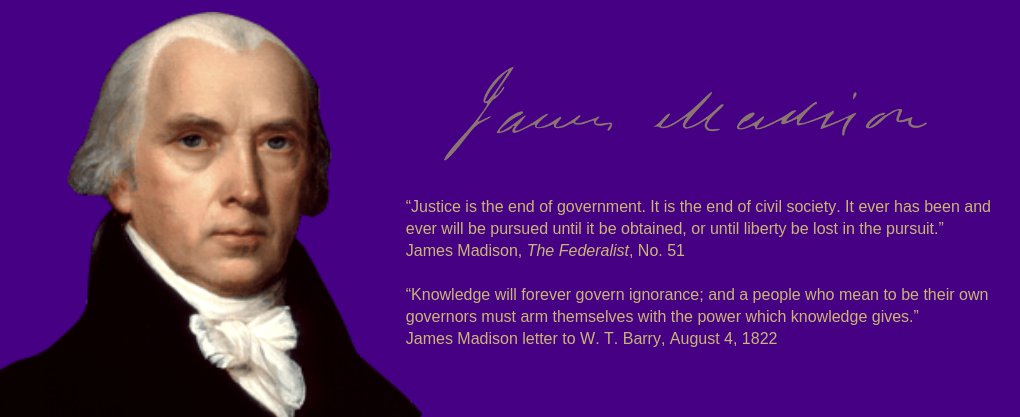 James Madison
“Justice is the end of government. It is the end of civil society. It ever has been and
ever will be pursued until it be obtained, or until liberty be lost in the pursuit.”
James Madison, The Federalist, No. 51
“Knowledge will forever govern ignorance; and a people who mean to be their own
governors must arm themselves with the power which knowledge gives.”
James Madison letter to W. T. Barry, August 4, 1822